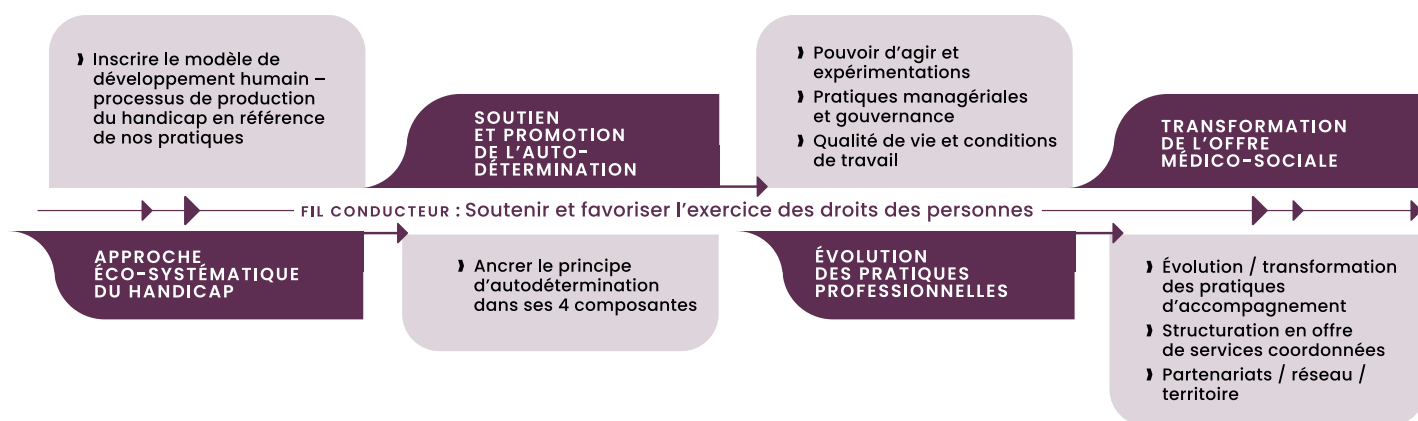 ❱ Inscrire le modèle de
développement humain –
processus de production
du handicap en référence
de nos pratiques
APPROCHE
ÉCO-SYSTÉMATIQUE
DU HANDICAP
SOUTIEN
ET PROMOTION
DE L’AUTO-
DÉTERMINATION
❱ Ancrer le principe
d’autodétermination
dans ses 4 composantes
❱ Pouvoir d’agir et
expérimentations
❱ Pratiques managériales
et gouvernance
❱ Qualité de vie et conditions
de travail
ÉVOLUTION
DES PRATIQUES
PROFESSIONNELLES
TRANSFORMATION
DE L’OFFRE
MÉDICO-SOCIALE
❱ Évolution / transformation
des pratiques
d’accompagnement
❱ Structuration en offre
de services coordonnées
❱ Partenariats / réseau /
territoire
FIL CONDUCTEUR : Soutenir et favoriser l’exercice des droits des personnes